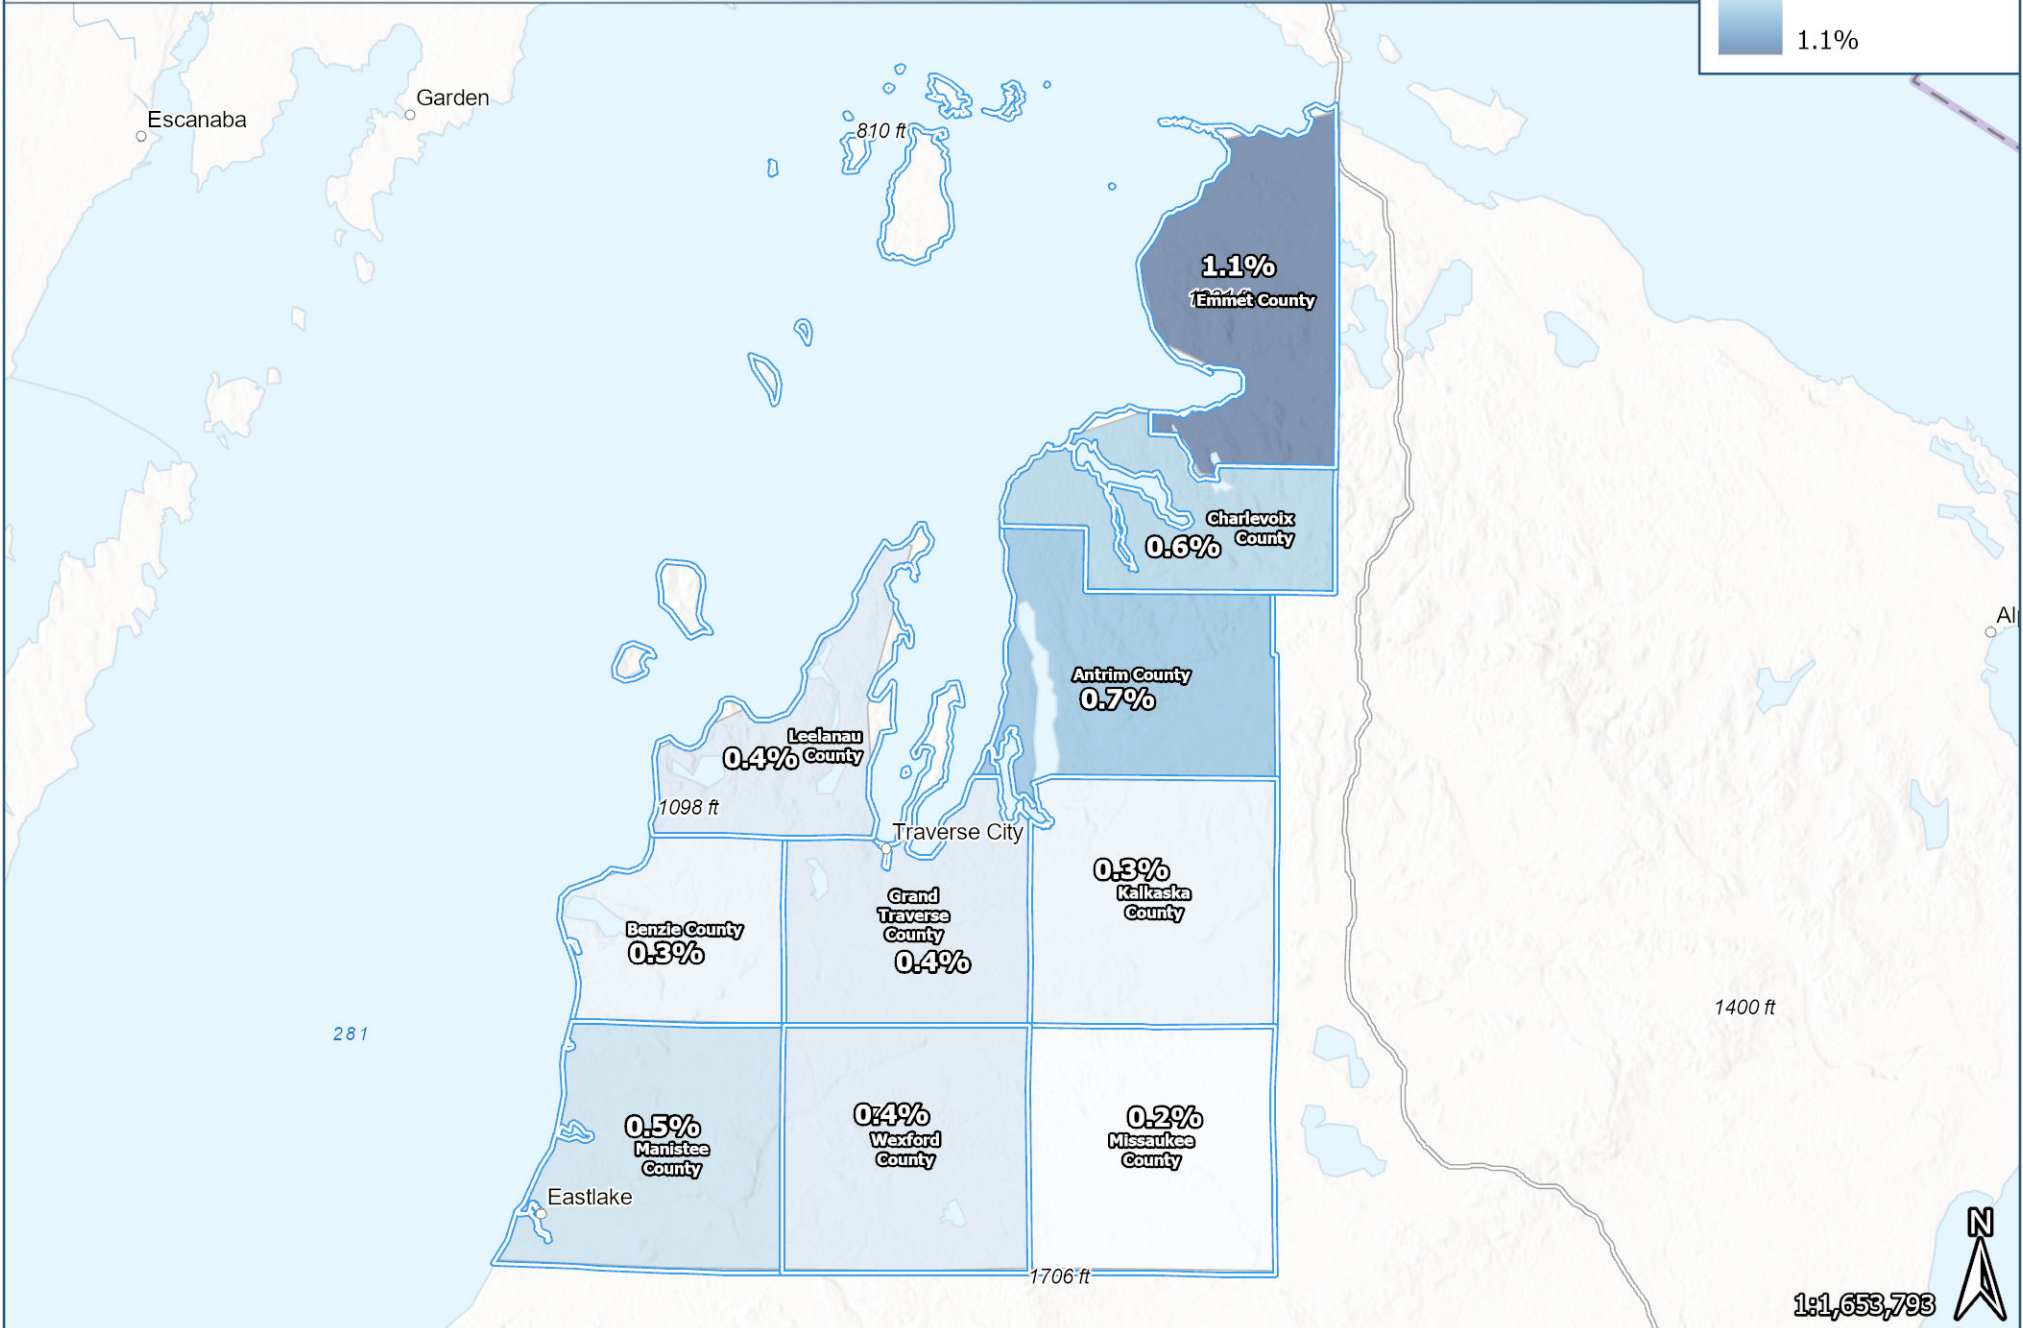 1.1%
Garden
Escanaba
810 ft
1.1%
Emmet County
Charlevoix
County
0.6%
Antrim County
0.7%
Leelanau
County
0.4%
1098 ft
Traverse City
0.3%
Kalkaska
County
Grand
Traverse
County
0.4%
Benzie County
0.3%
1400 ft
281
0.5%
Manistee
County
0.4%
Wexford
County
0.2%
Missaukee
County
Eastlake
1706 ft
N
1:1,653,793